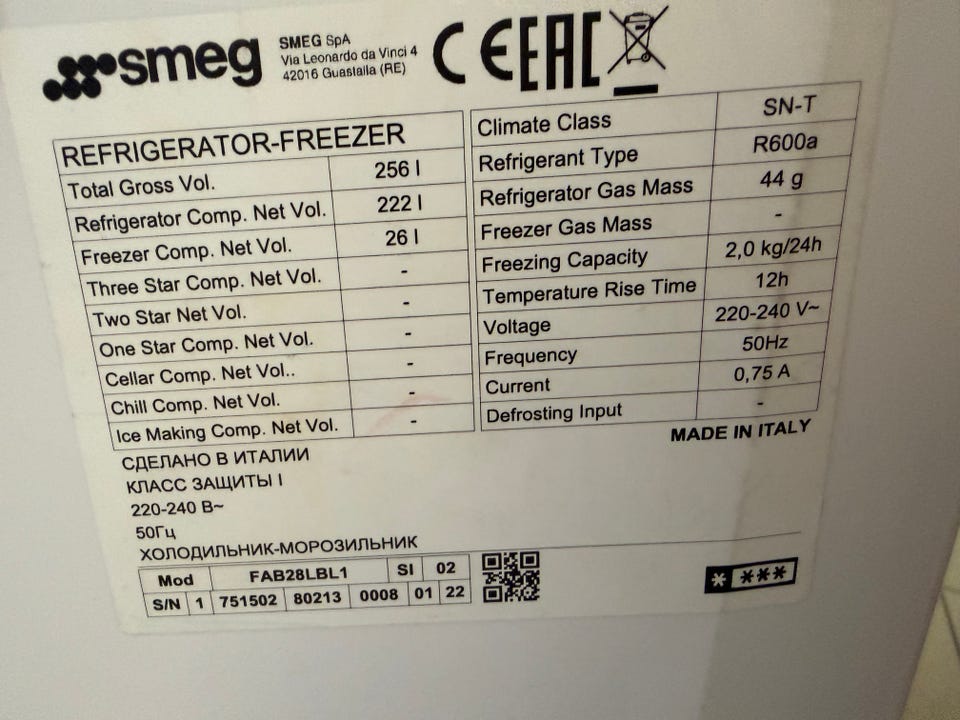 smeg
SMEG SpA
Via Leonardo da Vinci 4
42016 Guastalla (RE)
CE EAC
REFRIGERATOR-FREEZER
Total Gross Vol. 256 l
Refrigerator Comp. Net Vol. 222 l
Freezer Comp. Net Vol. 26 l
Three Star Comp. Net Vol. -
Two Star Net Vol. -
One Star Comp. Net Vol. -
Cellar Comp. Net Vol.. -
Chill Comp. Net Vol. -
Ice Making Comp. Net Vol. -
Climate Class SN-T
Refrigerant Type R600a
Refrigerator Gas Mass 44 g
Freezer Gas Mass -
Freezing Capacity 2,0 kg/24h
Temperature Rise Time 12h
Voltage 220-240 V~
Frequency 50Hz
Current 0,75 A
Defrosting Input -
MADE IN ITALY
СДЕЛАНО В ИТАЛИИ
КЛАСС ЗАЩИТЫ I
220-240 В~
50Гц
ХОЛОДИЛЬНИК-МОРОЗИЛЬНИК
Mod FAB28LBL1 SI 02
S/N 1 751502 80213 0008 01 22
* ***